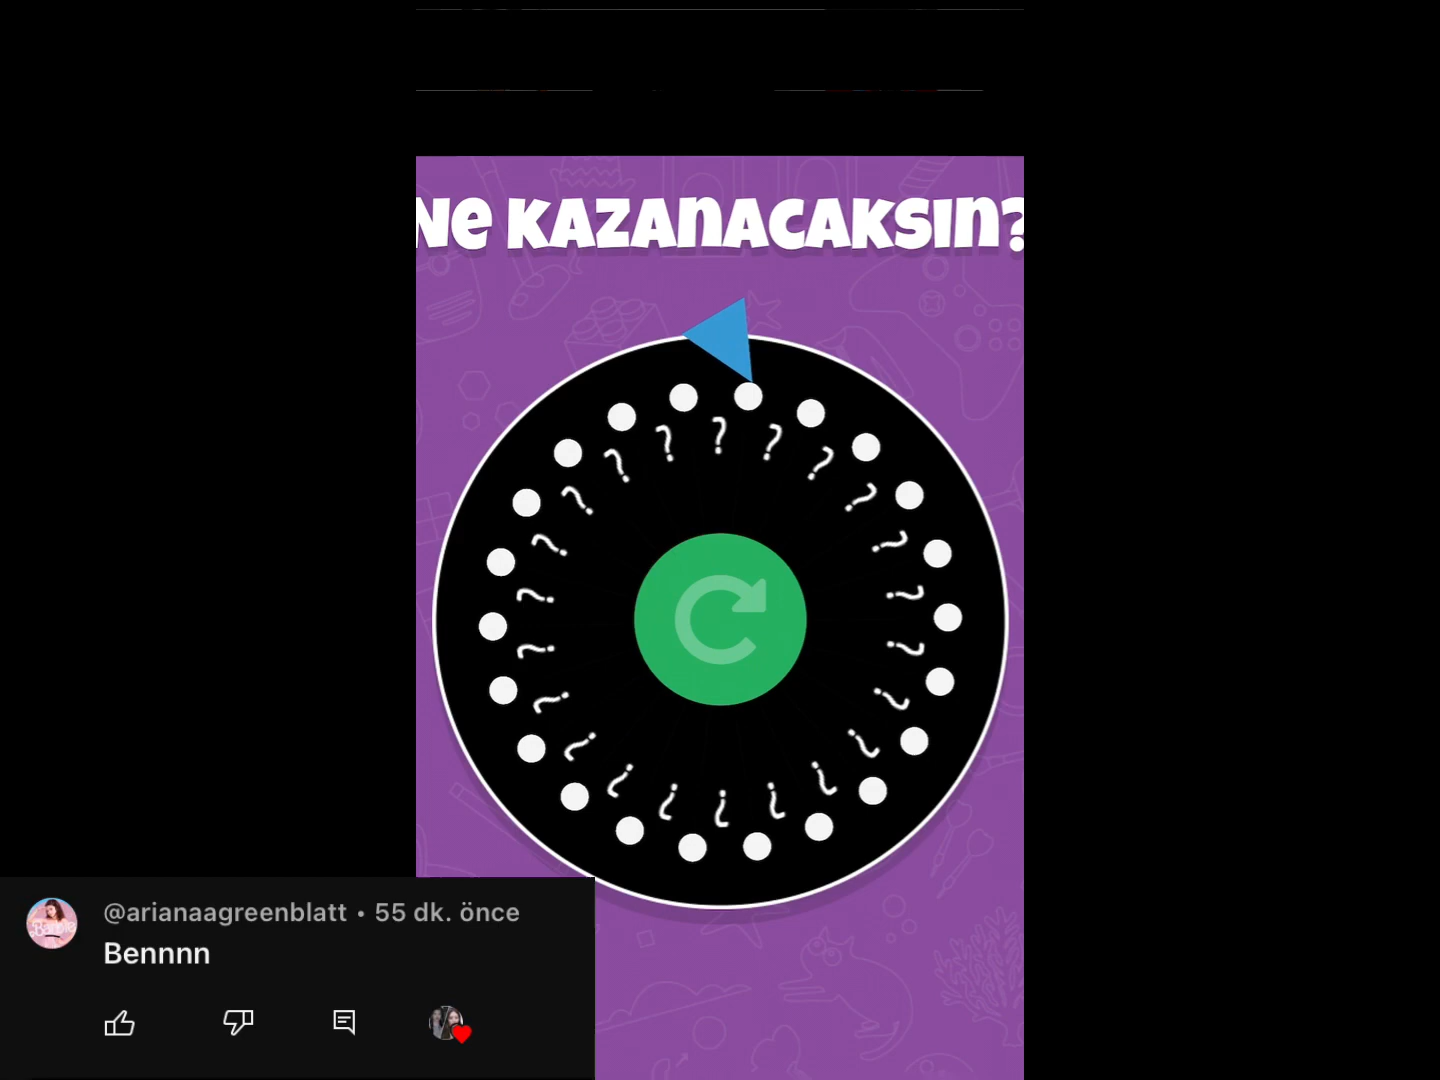 Ne KAZAnACAKSIn?
? ? ? ? ? ? ? ? ? ? ? ? ? ? ? ? ? ? ? ? ? ?
@arianaagreenblatt • 55 dk. önce
Bennnn